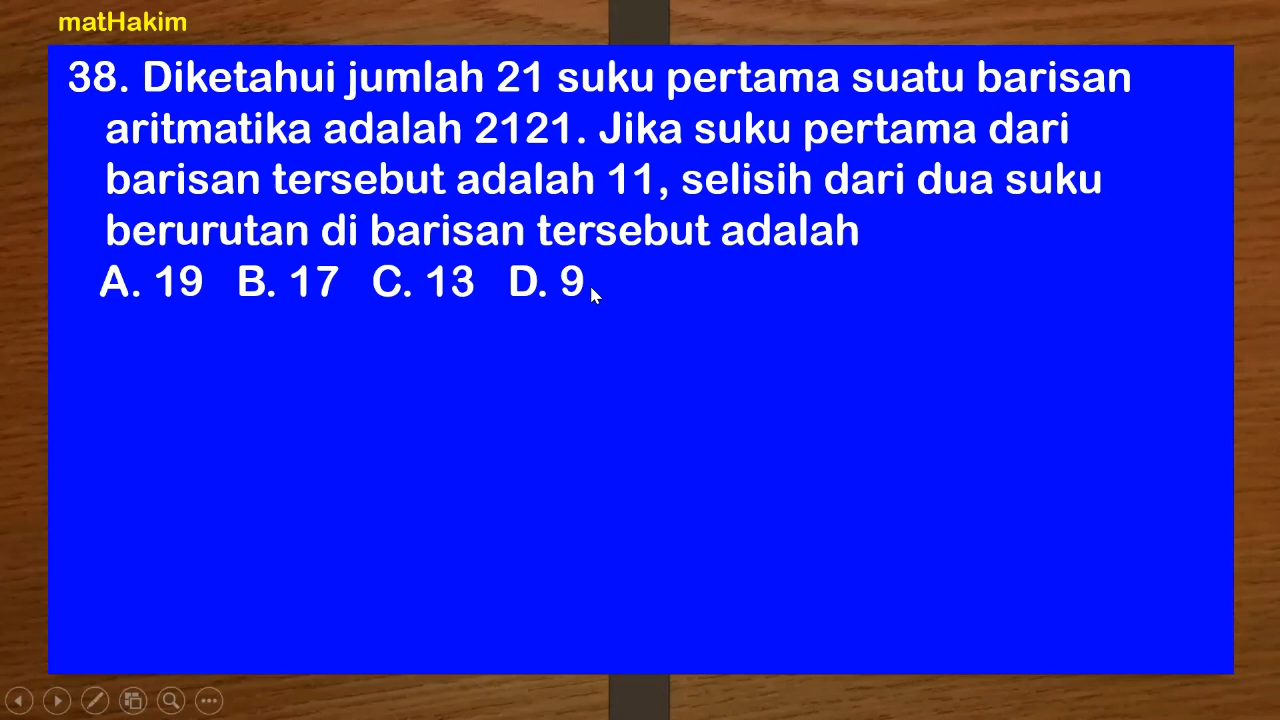 matHakim
38. Diketahui jumlah 21 suku pertama suatu barisan
aritmatika adalah 2121. Jika suku pertama dari
barisan tersebut adalah 11, selisih dari dua suku
berurutan di barisan tersebut adalah
A. 19 B. 17 C. 13 D. 9